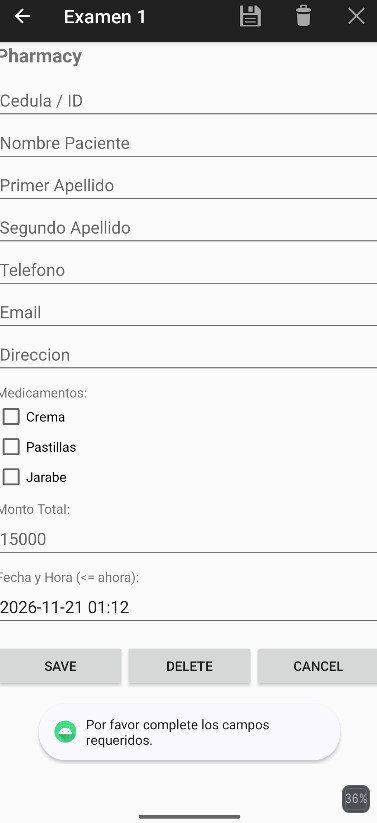 Examen 1
Pharmacy
Cedula / ID
Nombre Paciente
Primer Apellido
Segundo Apellido
Telefono
Email
Direccion
Medicamentos:
Crema
Pastillas
Jarabe
Monto Total:
15000
Fecha y Hora (<= ahora):
2026-11-21 01:12
SAVE DELETE CANCEL
Por favor complete los campos
requeridos.
36%